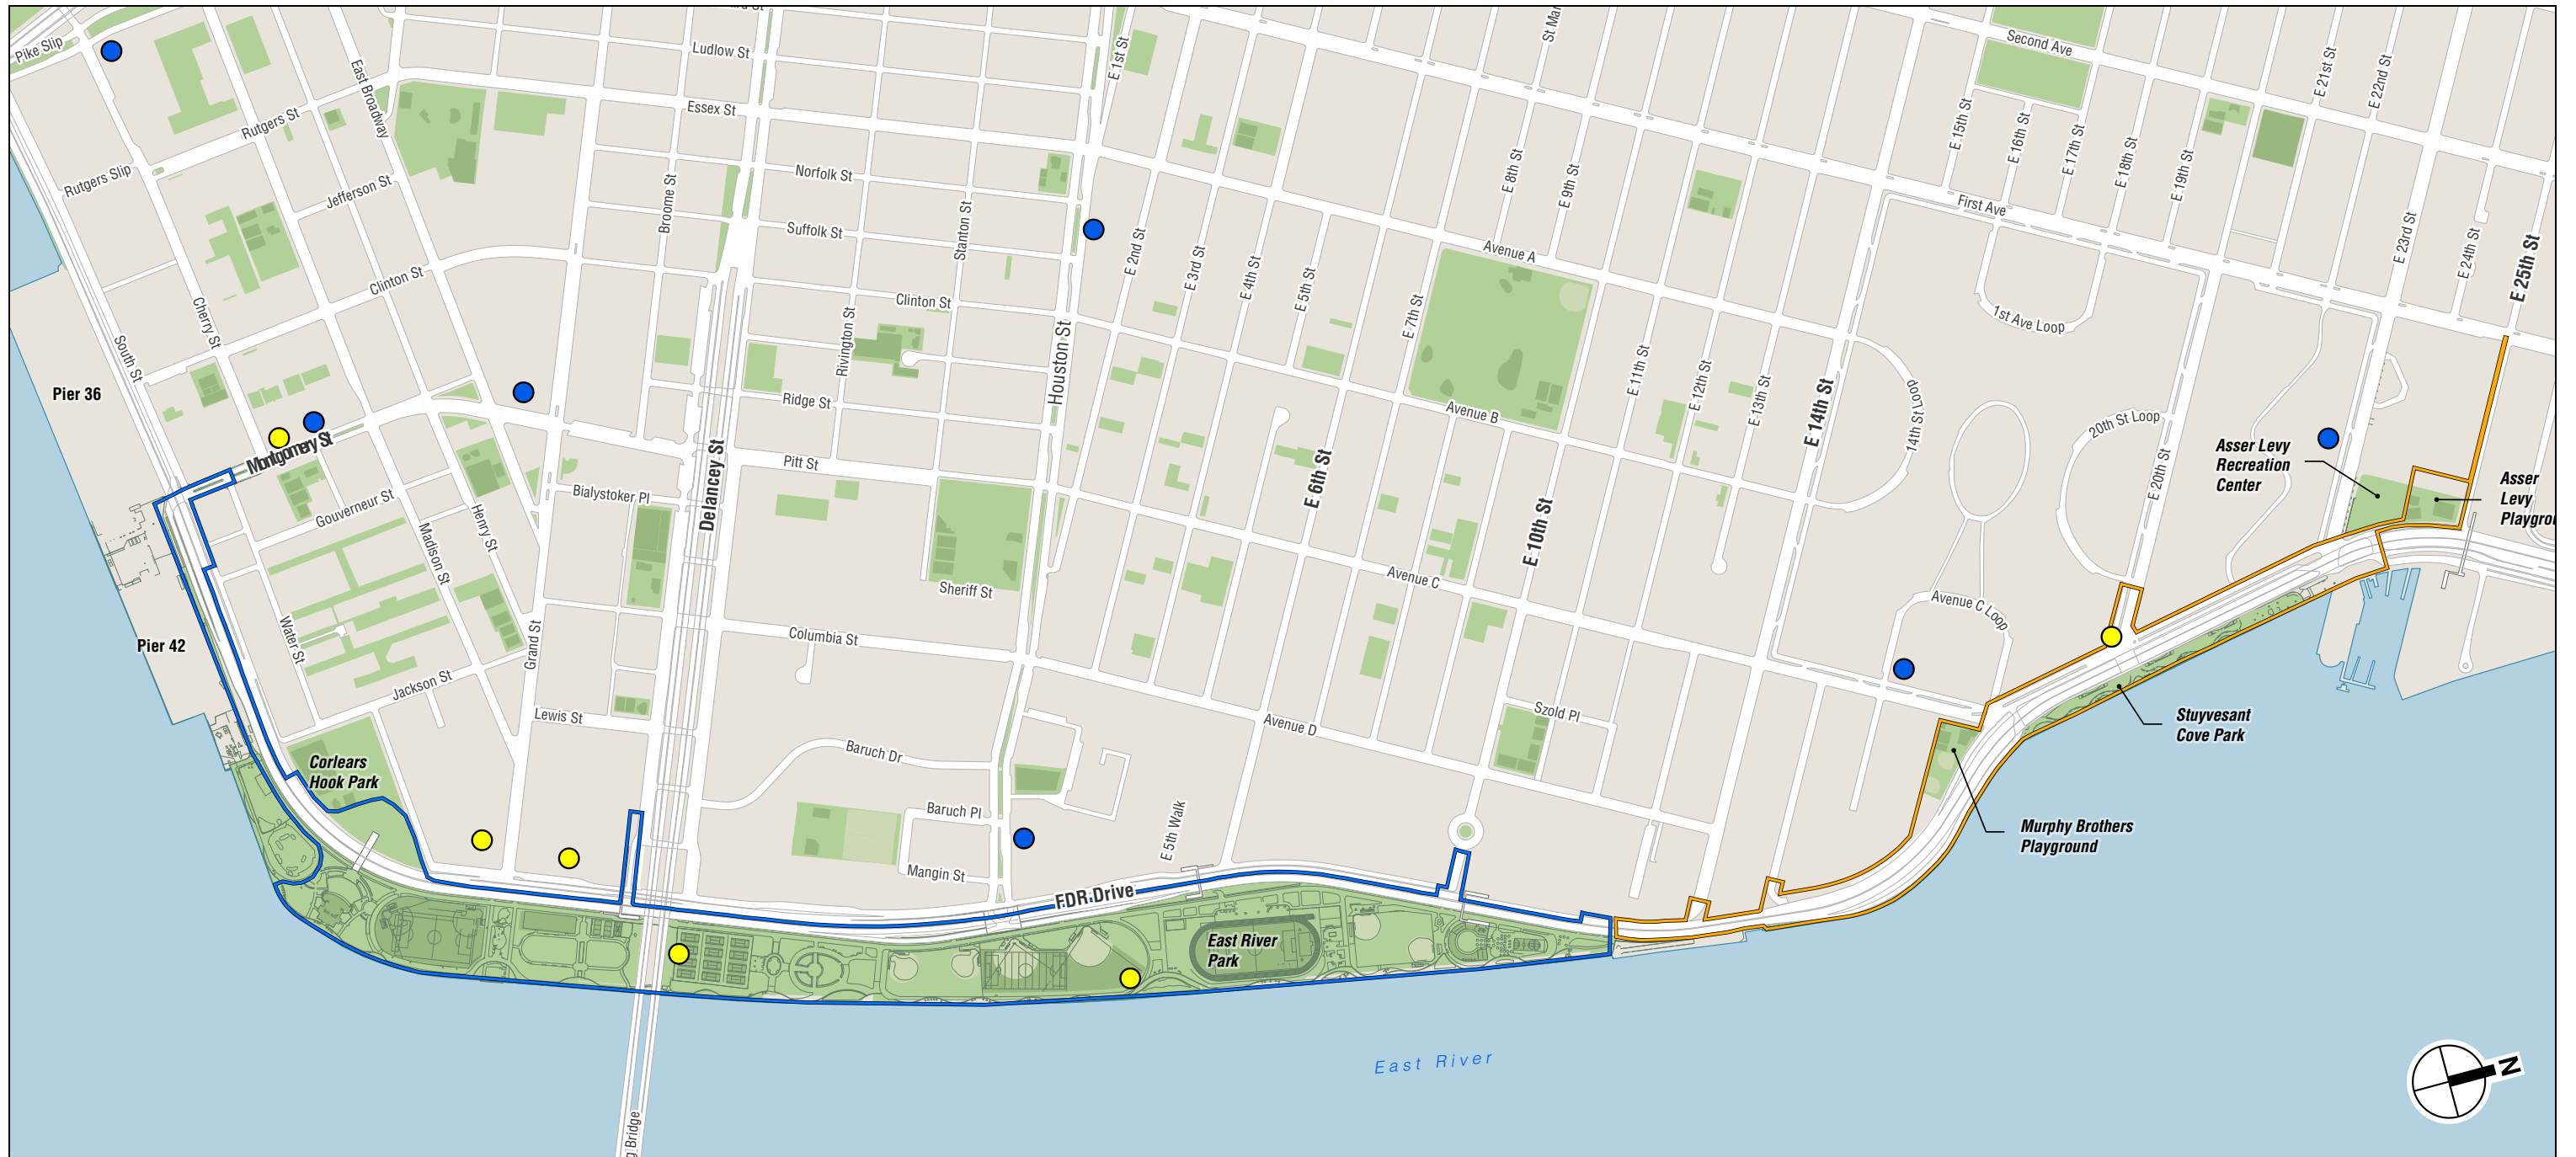 Pike Slip
Ludlow St
E 1st St
Second Ave
E 21st St
E 22nd St
East Broadway
Essex St
Rutgers St
E 15th St
E 16th St
E 17th St
E 18th St
E 19th St
Rutgers Slip
Jefferson St
Broome St
Norfolk St
E 8th St
E 9th St
First Ave
Suffolk St
Stanton St
E 2nd St
E 3rd St
E 4th St
E 5th St
Avenue A
E 23rd St
E 24th St
E 25th St
Clinton St
Clinton St
Cherry St
South St
Rivington St
Houston St
E 7th St
1st Ave Loop
Pier 36
Ridge St
Avenue B
E 11th St
E 12th St
E 13th St
E 14th St
14th St Loop
20th St Loop
Montgomery St
Asser Levy
Recreation
Center
Asser
Levy
Pitt St
Delancey St
E 6th St
E 20th St
Bialystoker Pl
Gouverneur St
Madison St
Henry St
E 10th St
Avenue C
Sheriff St
Avenue C Loop
Water St
Grand St
Columbia St
Pier 42
Jackson St
Lewis St
Szold Pl
Avenue D
Stuyvesant
Cove Park
Baruch Dr
Corlears
Hook Park
Baruch Pl
E 5th Walk
Murphy Brothers
Playground
Mangin St
FDR Drive
East River
Park
East River
N
Bridge